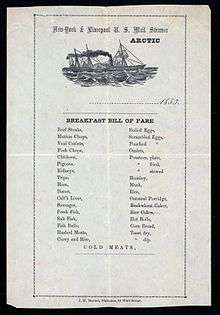 New-York & Liverpool U. S. Mail Steamer
ARCTIC
185
BREAKFAST BILL OF FARE
Beef Steaks,
Mutton Chops,
Veal Cutlets,
Pork Chops,
Chickens,
Pigeons,
Kidneys,
Tripe,
Ham,
Bacon,
Calf's Liver,
Sausages,
Fresh Fish,
Salt Fish,
Fish Balls,
Hashed Meats,
Curry and Rice,
Boiled Eggs,
Scrambled Eggs,
Poached "
Omlets,
Potatoes, plain,
" fried,
" stewed
Hominy,
Mush,
Rice,
Oatmeal Porridge,
Buckwheat Cakes,
Rice Cakes,
Hot Rolls,
Corn Bread,
Toast, dry,
" dip.
COLD MEATS,